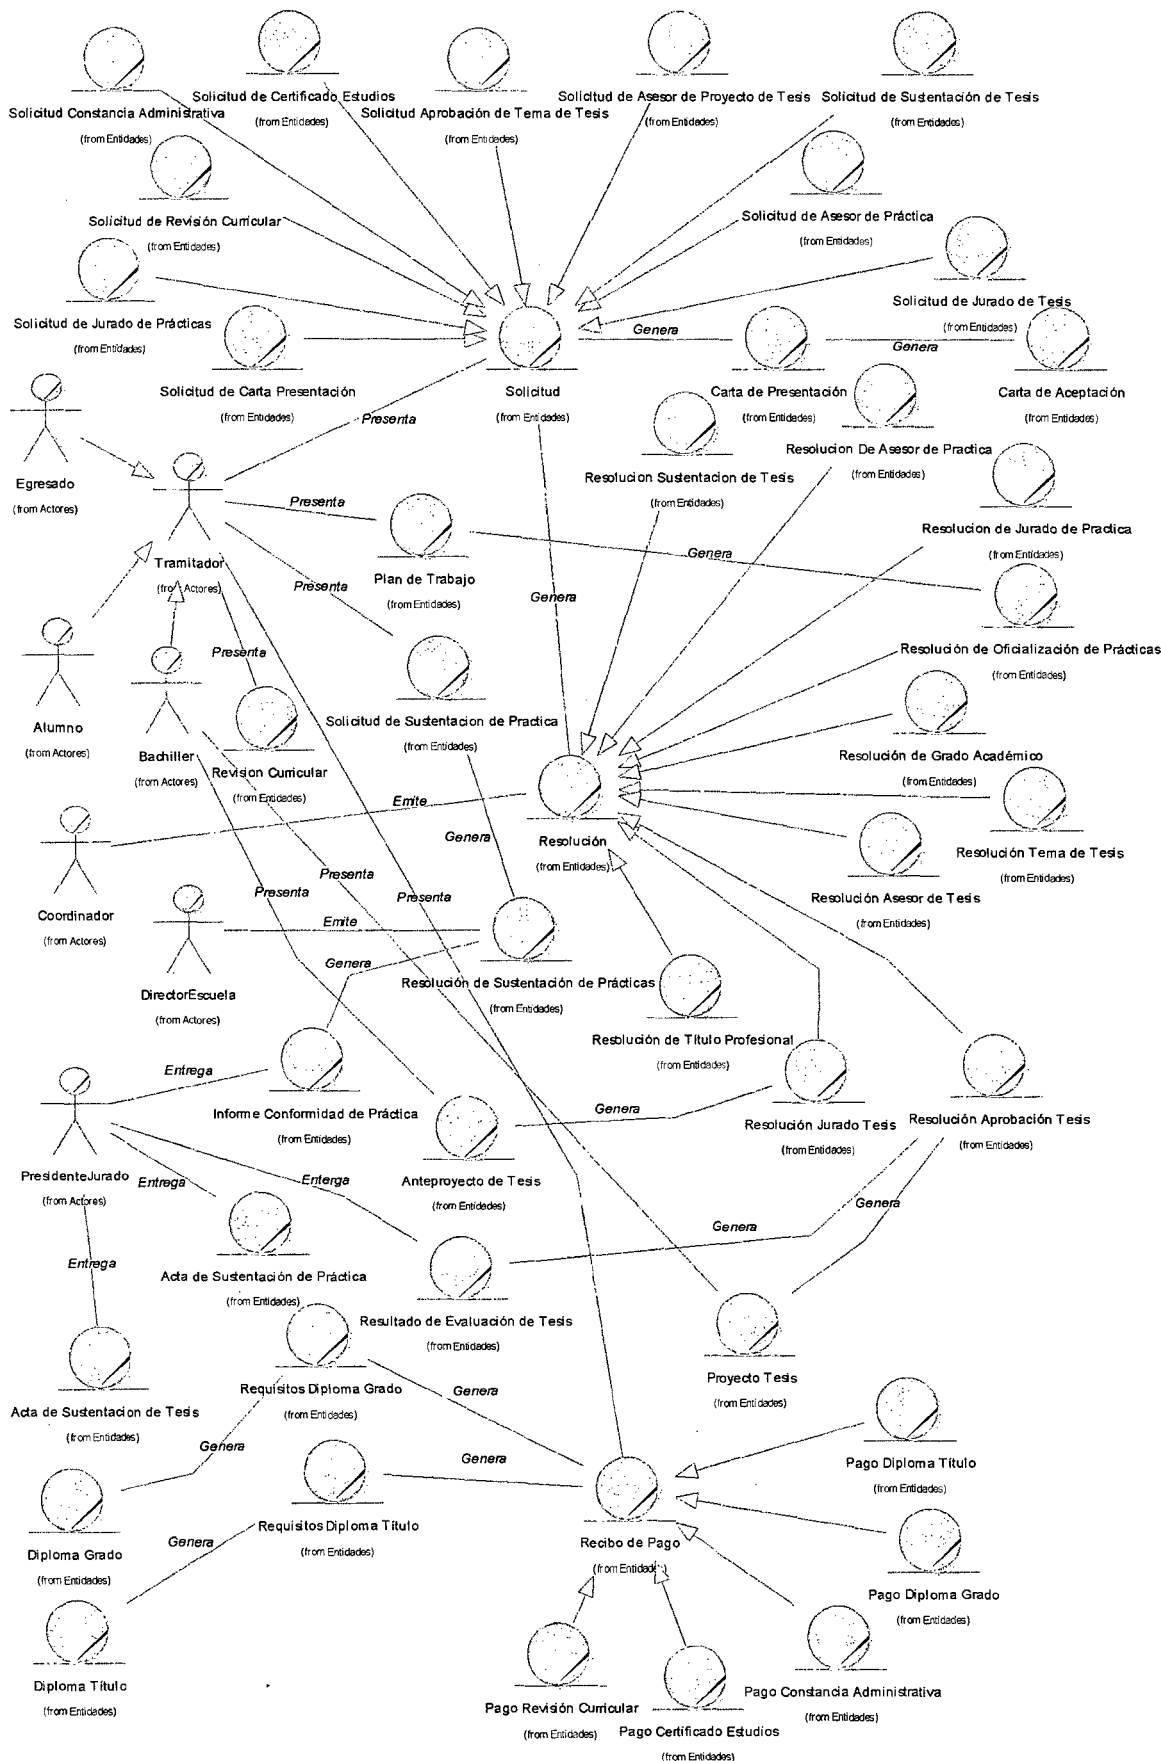 Solicitud Constancia Administrativa
(from Entidades)
Solicitud de Certificado Estudios
(from Entidades)
Solicitud Aprobación de Tema de Tesis
(from Entidades)
Solicitud de Asesor de Proyecto de Tesis
(from Entidades)
Solicitud de Sustentación de Tesis
(from Entidades)
Solicitud de Revisión Curricular
(from Entidades)
Solicitud de Asesor de Práctica
(from Entidades)
Solicitud de Jurado de Prácticas
(from Entidades)
Solicitud de Jurado de Tesis
(from Entidades)
Solicitud de Carta Presentación
(from Entidades)
Solicitud
(from Entidades)
Genera
Carta de Presentación
(from Entidades)
Genera
Carta de Aceptación
(from Entidades)
Presenta
Egresado
(from Actores)
Resolucion Sustentacion de Tesis
(from Entidades)
Resolucion De Asesor de Practica
(from Entidades)
Resolucion de Jurado de Practica
(from Entidades)
Tramitador
(from Actores)
Presenta
Plan de Trabajo
(from Entidades)
Genera
Presenta
Genera
Resolución de Oficialización de Prácticas
(from Entidades)
Alumno
(from Actores)
Bachiller
(from Actores)
Presenta
Revision Curricular
(from Entidades)
Solicitud de Sustentacion de Practica
(from Entidades)
Resolución de Grado Académico
(from Entidades)
Emite
Genera
Resolución
(from Entidades)
Resolución Tema de Tesis
(from Entidades)
Resolución Asesor de Tesis
(from Entidades)
Coordinador
(from Actores)
Presenta
Presenta
Presenta
Emite
Genera
DirectorEscuela
(from Actores)
Resolución de Sustentación de Prácticas
(from Entidades)
Resolución de Título Profesional
(from Entidades)
Entrega
Informe Conformidad de Práctica
(from Entidades)
Genera
Resolución Jurado Tesis
(from Entidades)
Resolución Aprobación Tesis
(from Entidades)
PresidenteJurado
(from Actores)
Entrega
Enterga
Anteproyecto de Tesis
(from Entidades)
Genera
Genera
Entrega
Acta de Sustentación de Práctica
(from Entidades)
Resultado de Evaluación de Tesis
(from Entidades)
Acta de Sustentacion de Tesis
(from Entidades)
Requisitos Diploma Grado
(from Entidades)
Genera
Proyecto Tesis
(from Entidades)
Genera
Genera
Pago Diploma Título
(from Entidades)
Diploma Grado
(from Entidades)
Genera
Requisitos Diploma Título
(from Entidades)
Recibo de Pago
(from Entidades)
Pago Diploma Grado
(from Entidades)
Diploma Título
(from Entidades)
Pago Revisión Curricular
(from Entidades)
Pago Certificado Estudios
(from Entidades)
Pago Constancia Administrativa
(from Entidades)